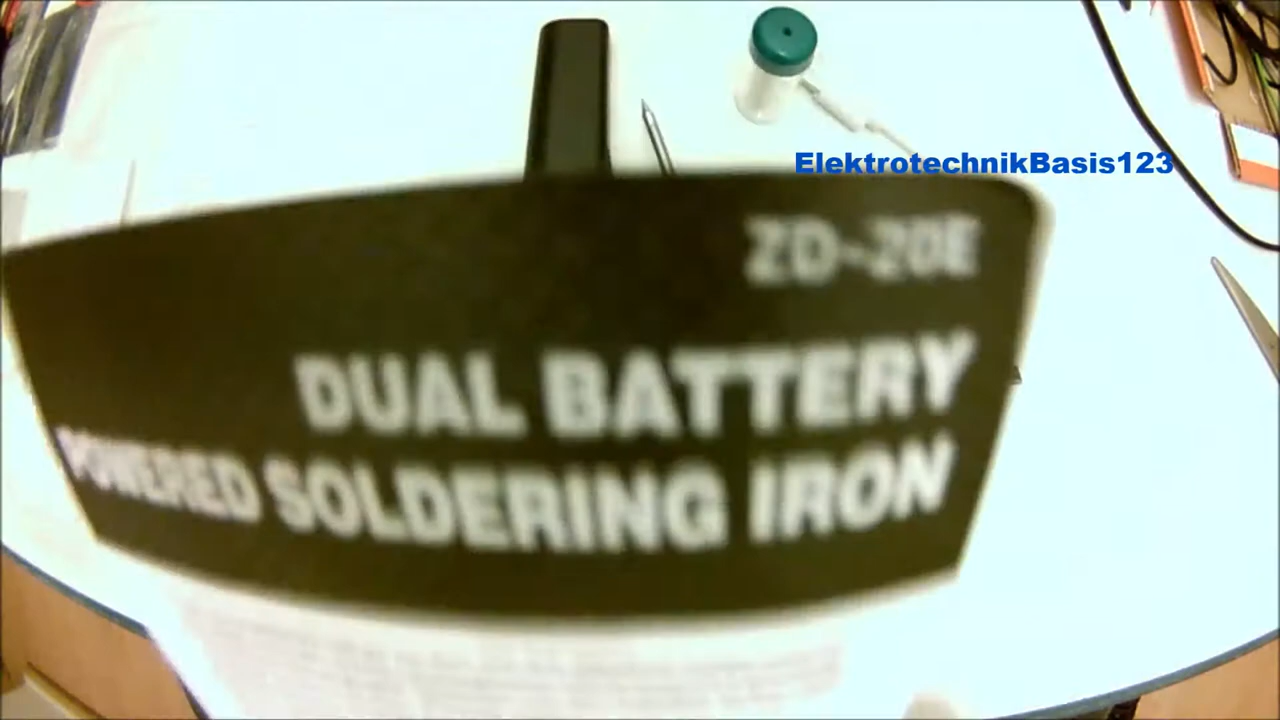 ElektrotechnikBasis123
ZD-20E
DUAL BATTERY
POWERED SOLDERING IRON